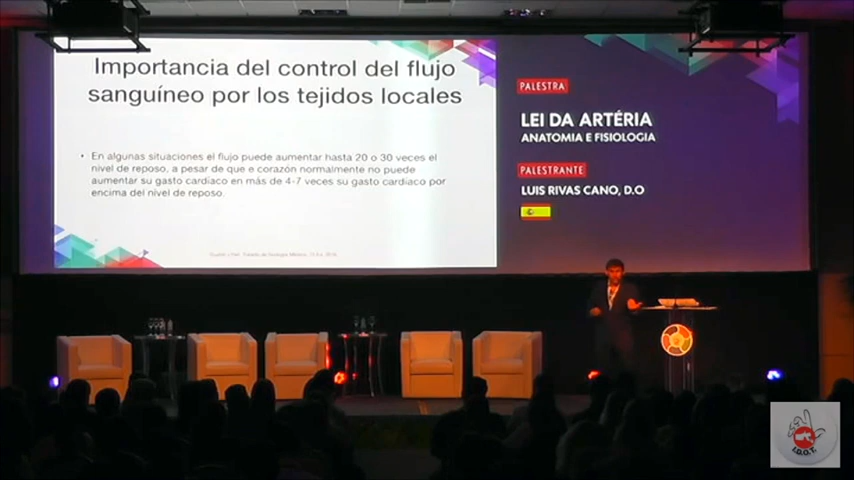 Importancia del control del flujo
sanguíneo por los tejidos locales
• En algunas situaciones el flujo puede aumentar hasta 20 o 30 veces el
nivel de reposo, a pesar de que e corazón normalmente no puede
aumentar su gasto cardiaco en más de 4-7 veces su gasto cardiaco por
encima del nivel de reposo.
PALESTRA
LEI DA ARTÉRIA
ANATOMIA E FISIOLOGIA
PALESTRANTE
LUIS RIVAS CANO, D.O
I.D.O.T.